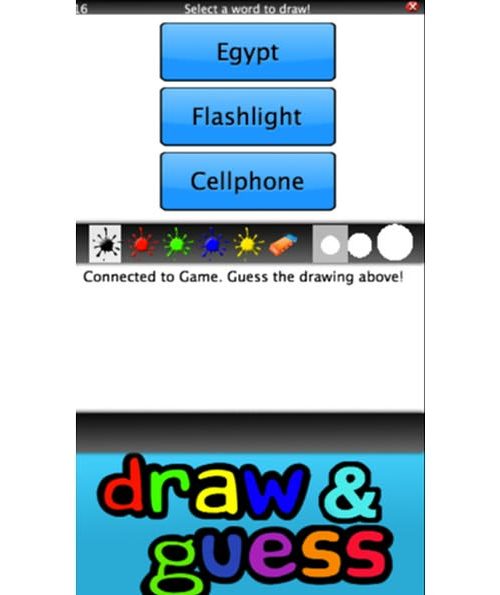 16 Select a word to draw!
Egypt
Flashlight
Cellphone
Connected to Game. Guess the drawing above!
draw &
guess